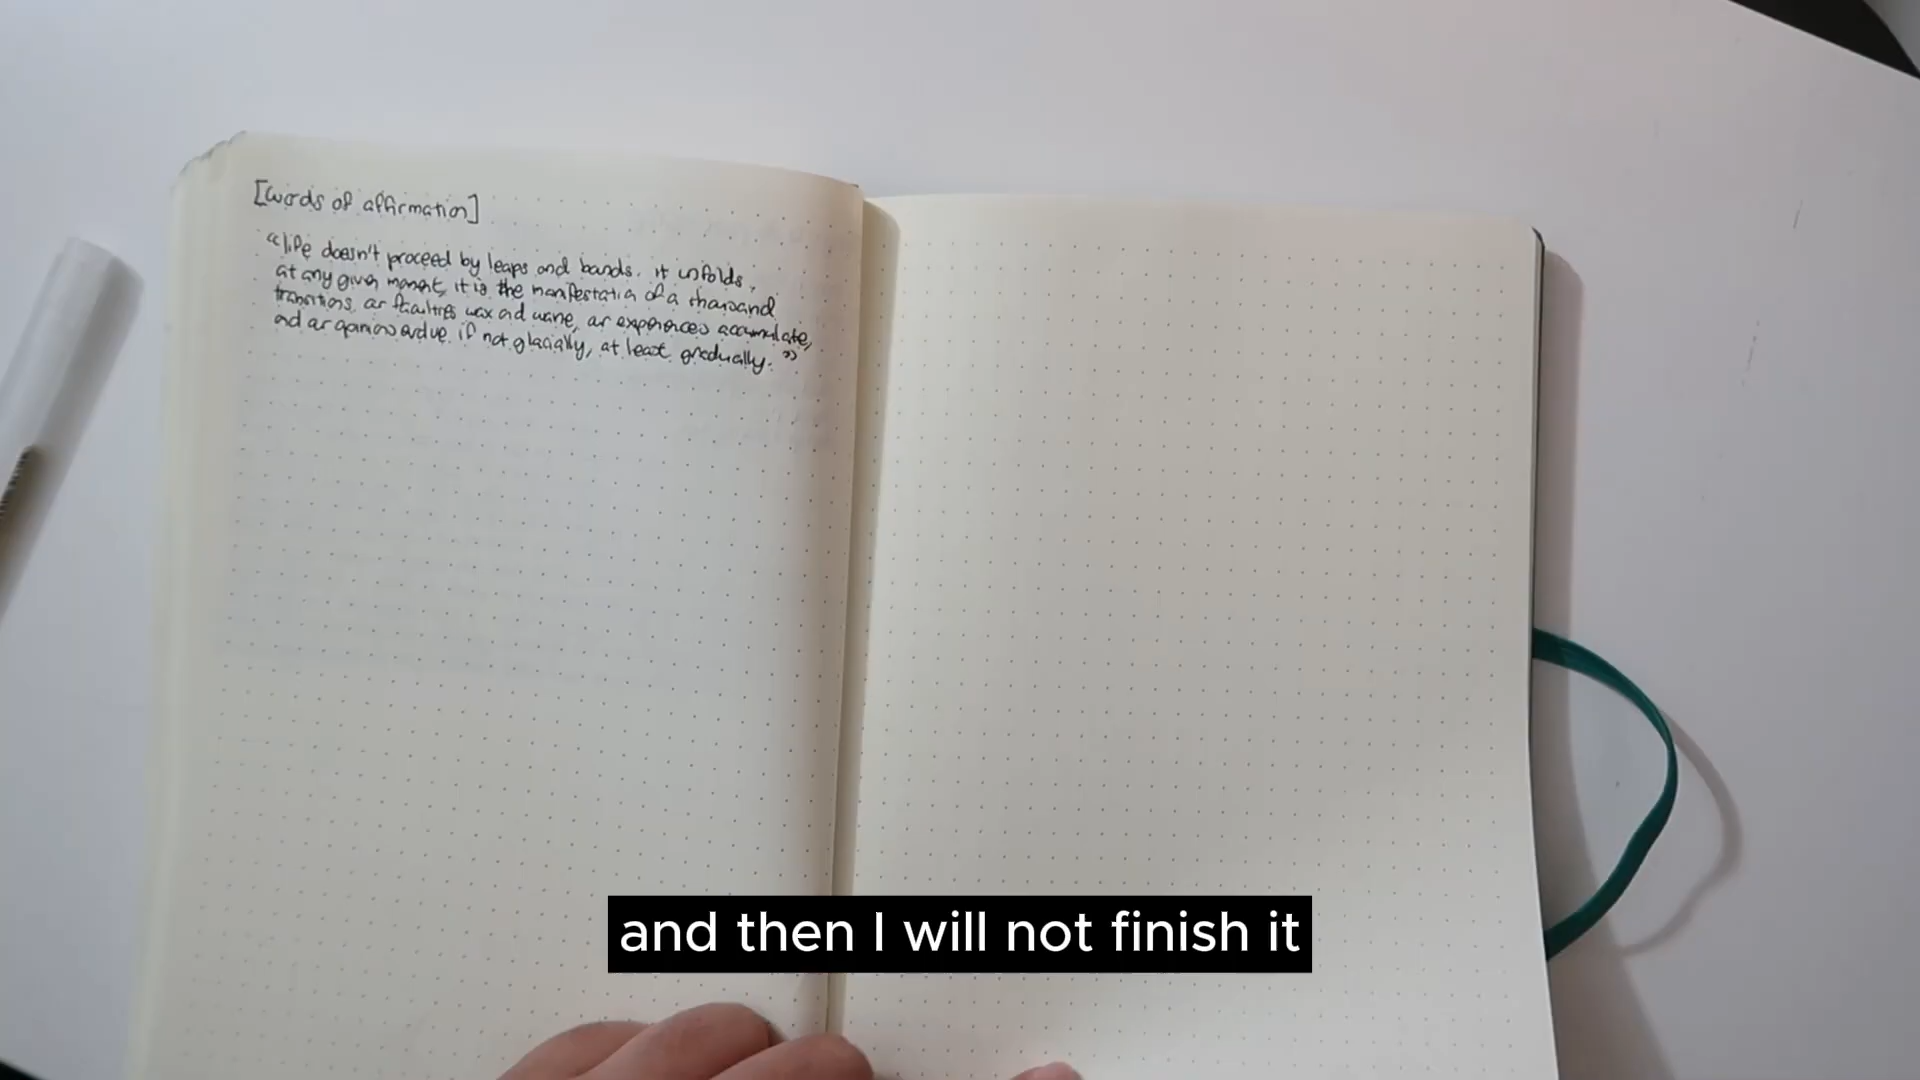 [words of affirmation]
"life doesn't proceed by leaps and bands. it unfolds.
at any given moment, it is the manifestation of a thousand
transitions. our faculties wax and wane, our experiences accumulate,
and our opinions evolve if not glacially, at least gradually."
and then I will not finish it